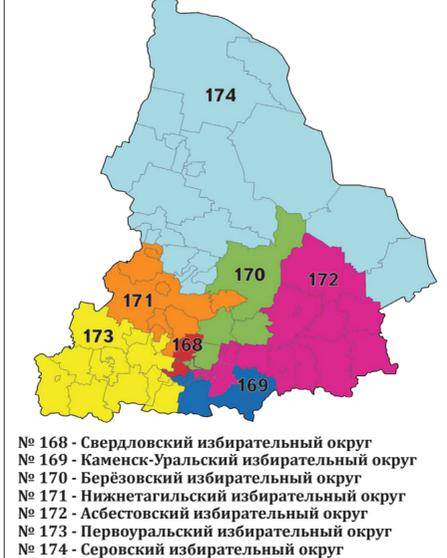 174
170
172
171
173
168
169
№ 168 - Свердловский избирательный округ
№ 169 - Каменск-Уральский избирательный округ
№ 170 - Берёзовский избирательный округ
№ 171 - Нижнетагильский избирательный округ
№ 172 - Асбестовский избирательный округ
№ 173 - Первоуральский избирательный округ
№ 174 - Серовский избирательный округ